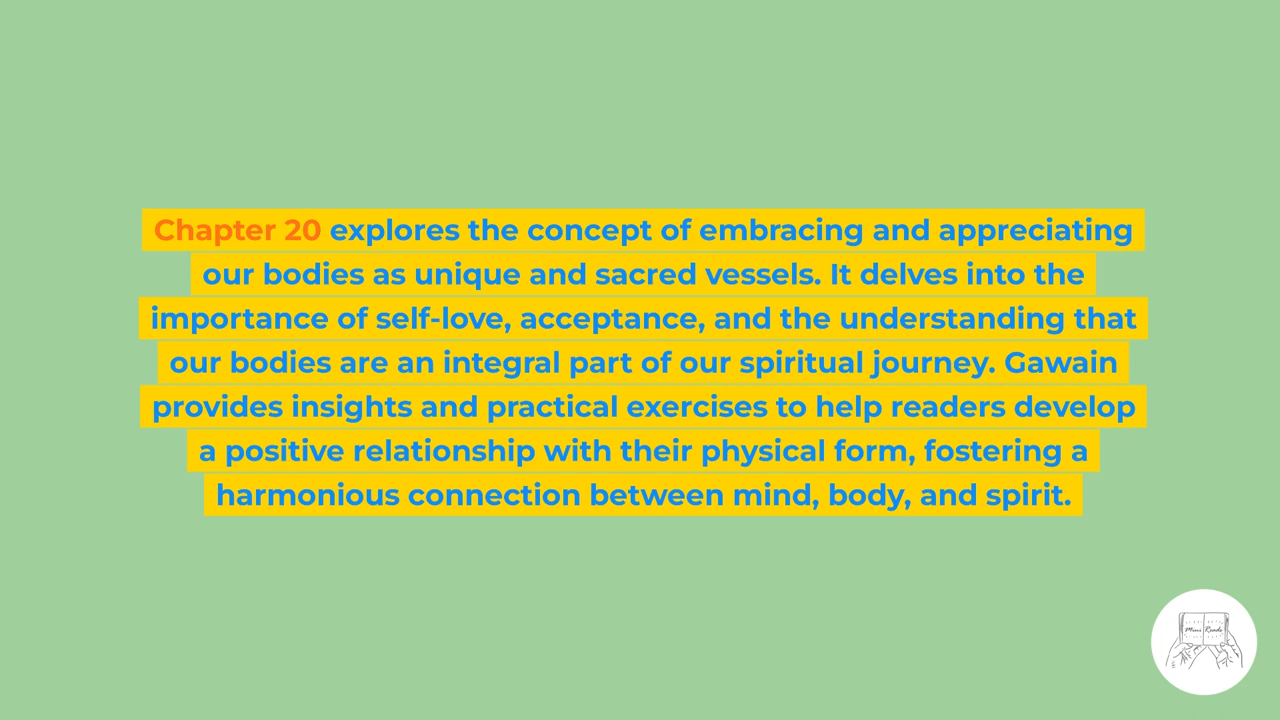 Chapter 20 explores the concept of embracing and appreciating
our bodies as unique and sacred vessels. It delves into the
importance of self-love, acceptance, and the understanding that
our bodies are an integral part of our spiritual journey. Gawain
provides insights and practical exercises to help readers develop
a positive relationship with their physical form, fostering a
harmonious connection between mind, body, and spirit.
Mini Reads